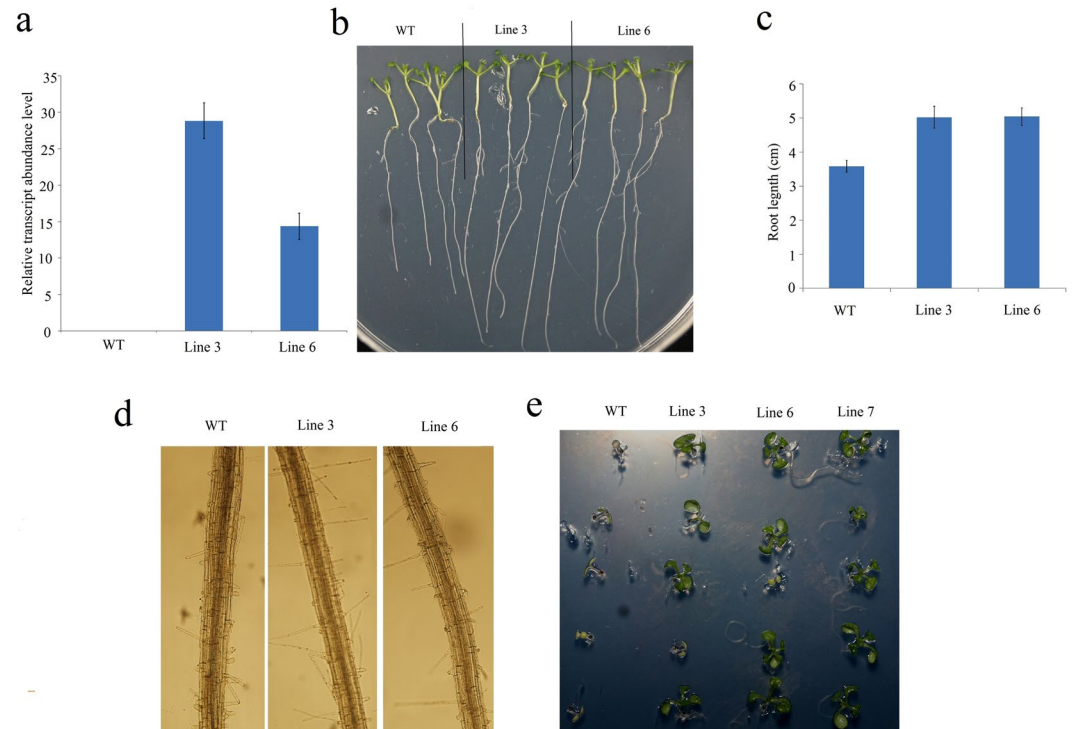 a
Relative transcript abundance level
35
30
25
20
15
10
5
0
WT
Line 3
Line 6
b
WT
Line 3
Line 6
c
Root legnth (cm)
6
5
4
3
2
1
0
WT
Line 3
Line 6
d
WT
Line 3
Line 6
e
WT
Line 3
Line 6
Line 7